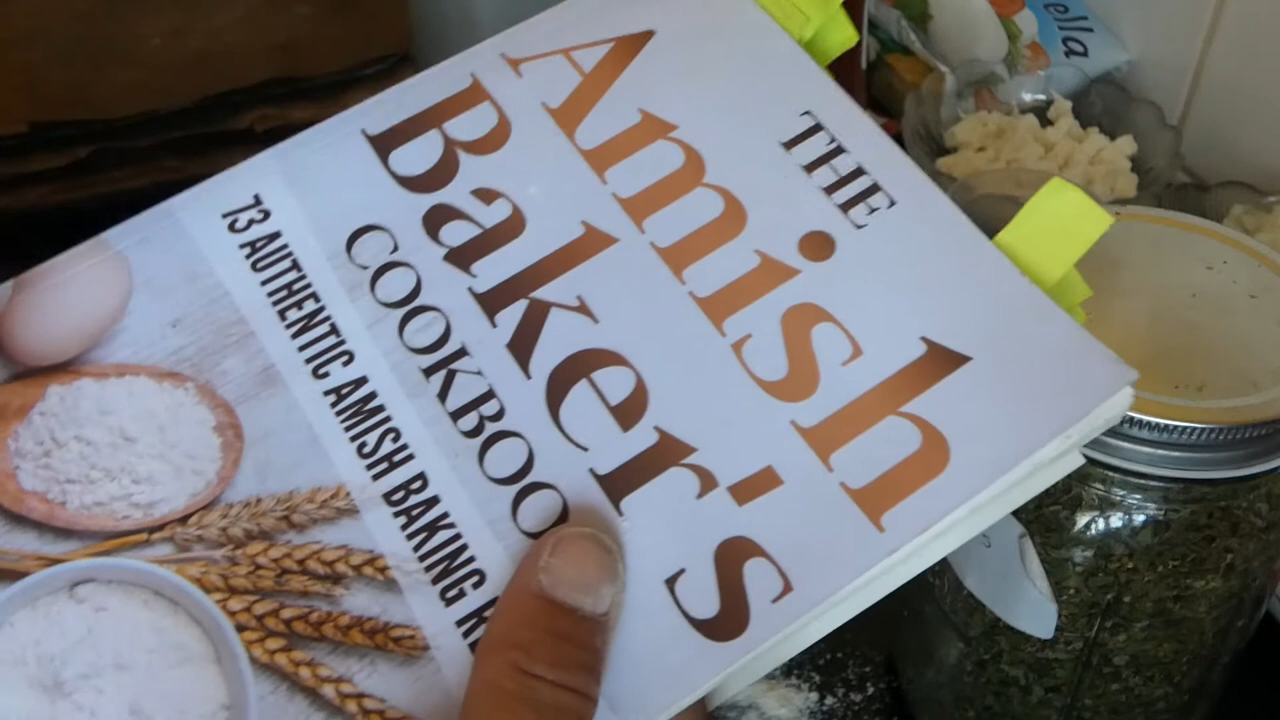 THE
Amish
Baker's
COOKBOO
73 AUTHENTIC AMISH BAKING
ella